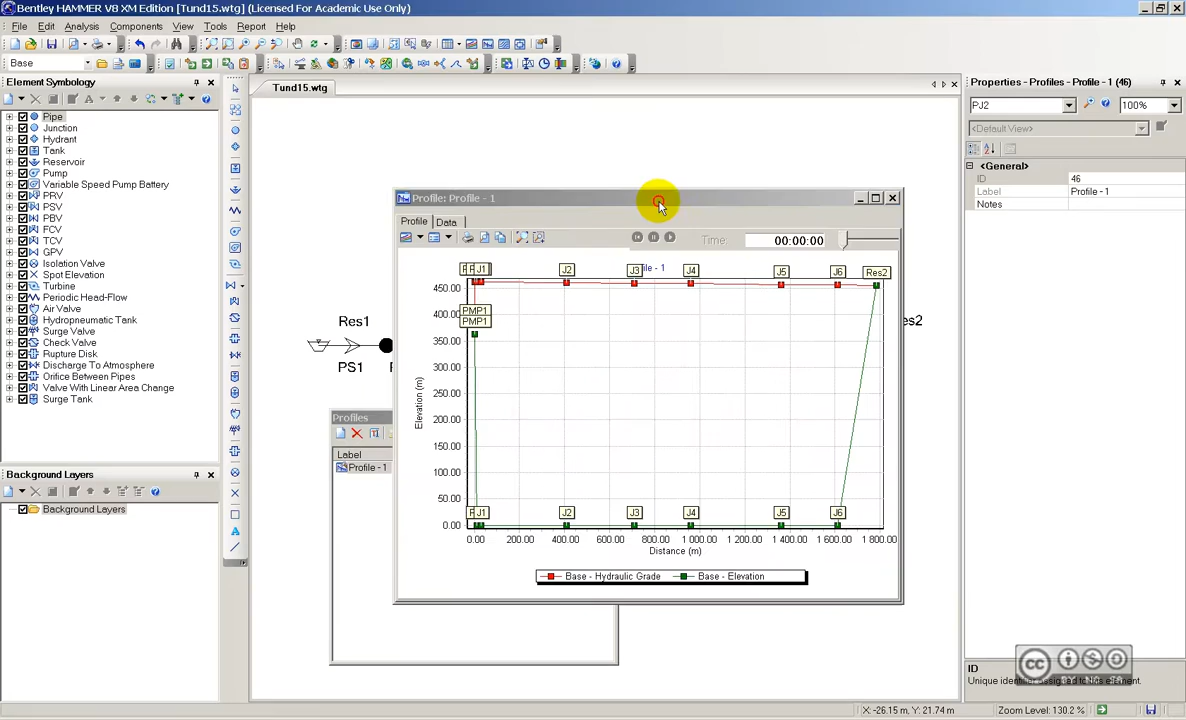 Bentley HAMMER V8 XM Edition [Tund15.wtg] (Licensed For Academic Use Only)
File Edit Analysis Components View Tools Report Help
Base
Element Symbology
Pipe
Junction
Hydrant
Tank
Reservoir
Pump
Variable Speed Pump Battery
PRV
PSV
PBV
FCV
TCV
GPV
Isolation Valve
Spot Elevation
Turbine
Periodic Head-Flow
Air Valve
Hydropneumatic Tank
Surge Valve
Check Valve
Rupture Disk
Discharge To Atmosphere
Orifice Between Pipes
Valve With Linear Area Change
Surge Tank
Background Layers
Background Layers
Tund15.wtg
Res1
PS1
Profiles
Label
Profile - 1
Profile: Profile - 1
Profile Data
Time: 00:00:00
J1 J2 J3 J4 J5 J6 Res2
PMP1
PMP1
450.00
400.00
350.00
300.00
250.00
200.00
150.00
100.00
50.00
0.00
Elevation (m)
J1 J2 J3 J4 J5 J6
0.00 200.00 400.00 600.00 800.00 1 000.00 1 200.00 1 400.00 1 600.00 1 800.00
Distance (m)
Base - Hydraulic Grade Base - Elevation
Properties - Profiles - Profile - 1 (46)
PJ2 100%
<Default View>
<General>
ID 46
Label Profile - 1
Notes
ID
Unique identifier assigned to this element.
X: -26.15 m, Y: 21.74 m Zoom Level: 130.2 %